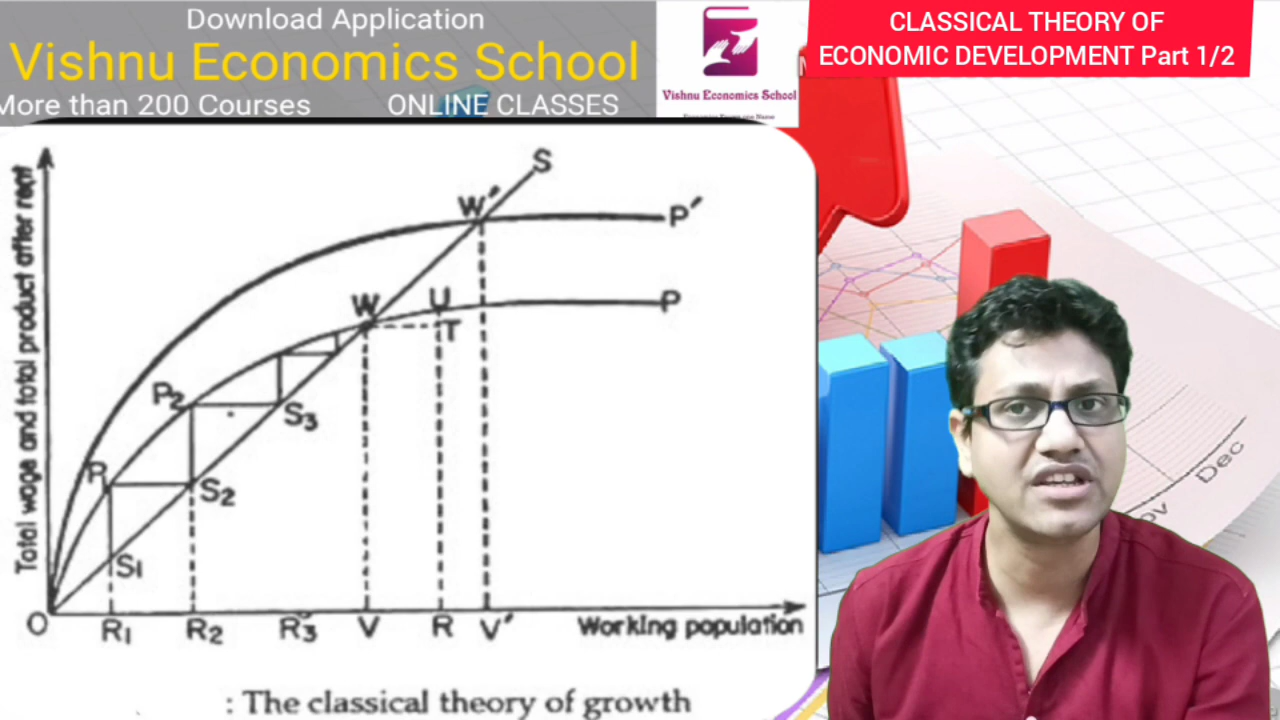 Download Application
Vishnu Economics School
More than 200 Courses ONLINE CLASSES
Vishnu Economics School
CLASSICAL THEORY OF
ECONOMIC DEVELOPMENT Part 1/2
Total wage and total product after rent
S
W′
P′
W
U
P
T
P2
S3
P1
S2
S1
O
R1
R2
R3
V
R
V′
Working population
: The classical theory of growth
Dec